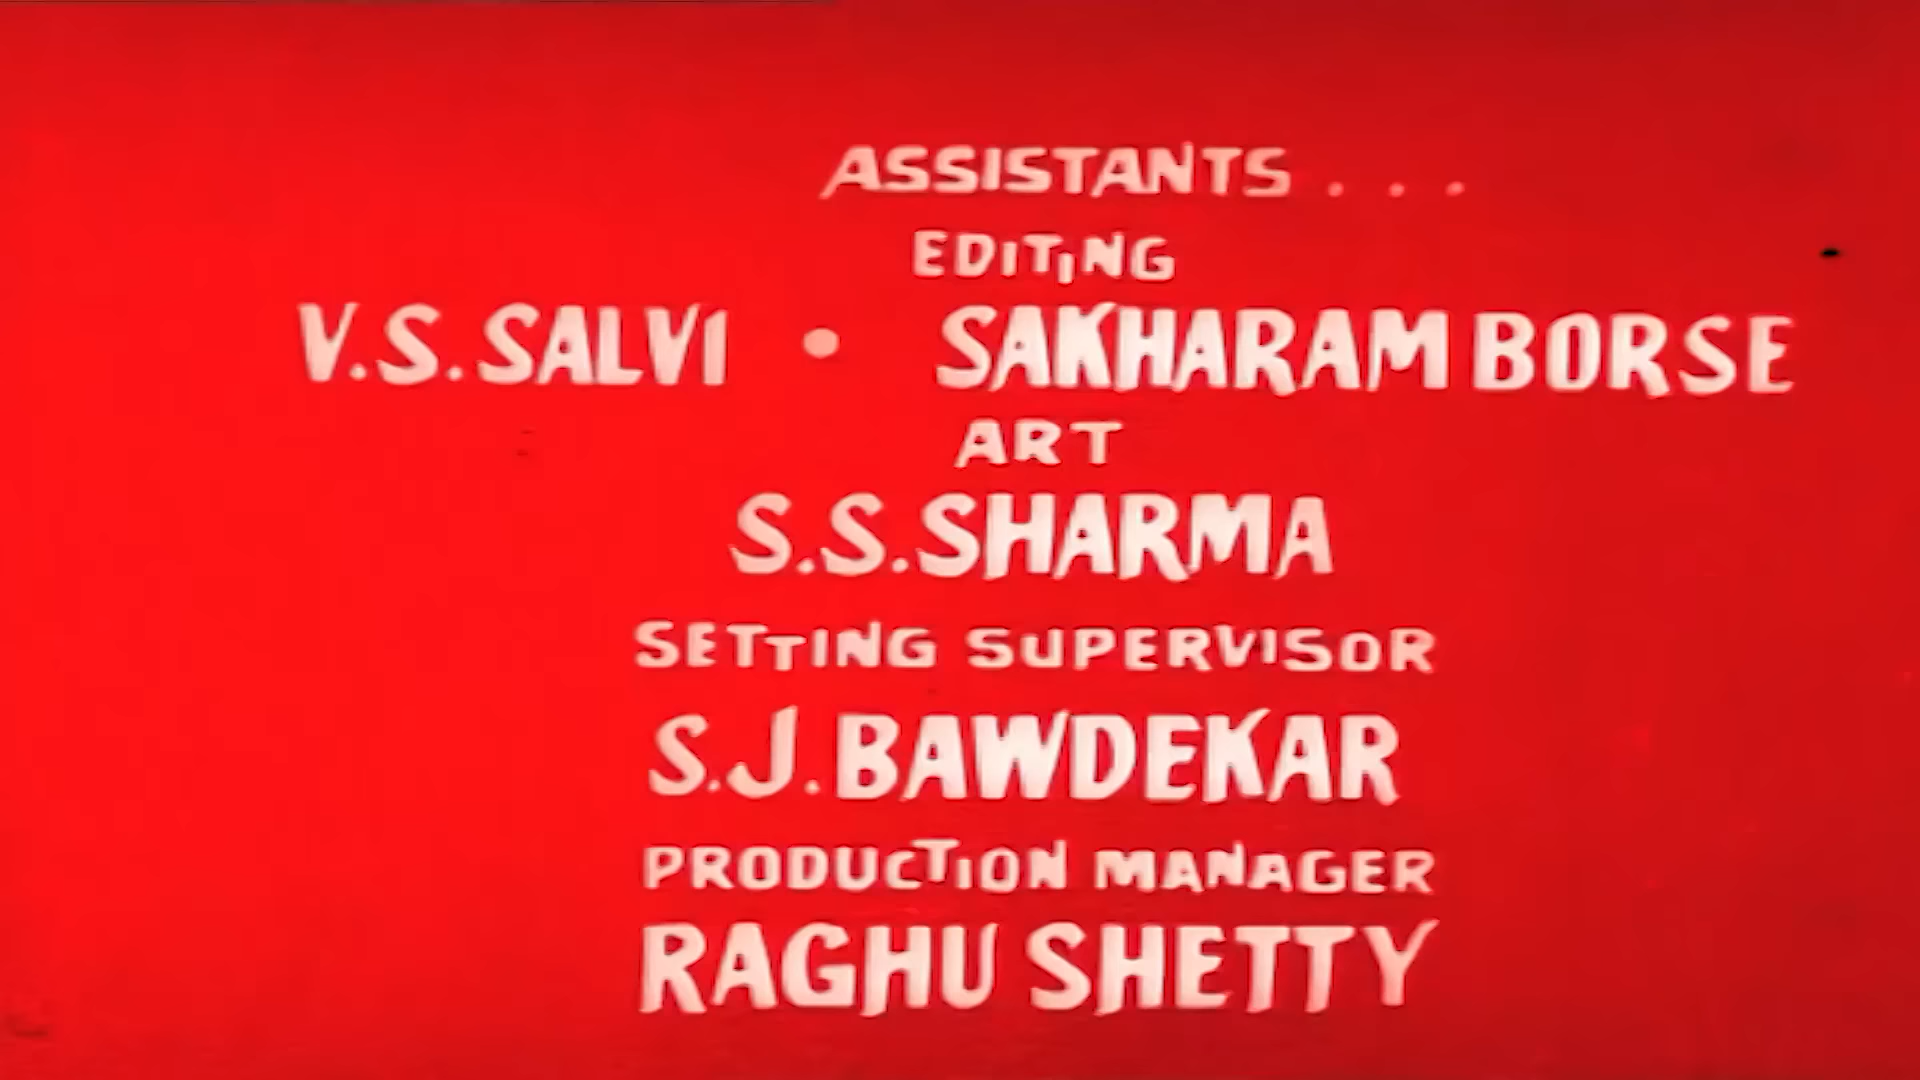 ASSISTANTS . . .
EDITING
V.S. SALVI • SAKHARAM BORSE
ART
S.S. SHARMA
SETTING SUPERVISOR
S.J. BAWDEKAR
PRODUCTION MANAGER
RAGHU SHETTY